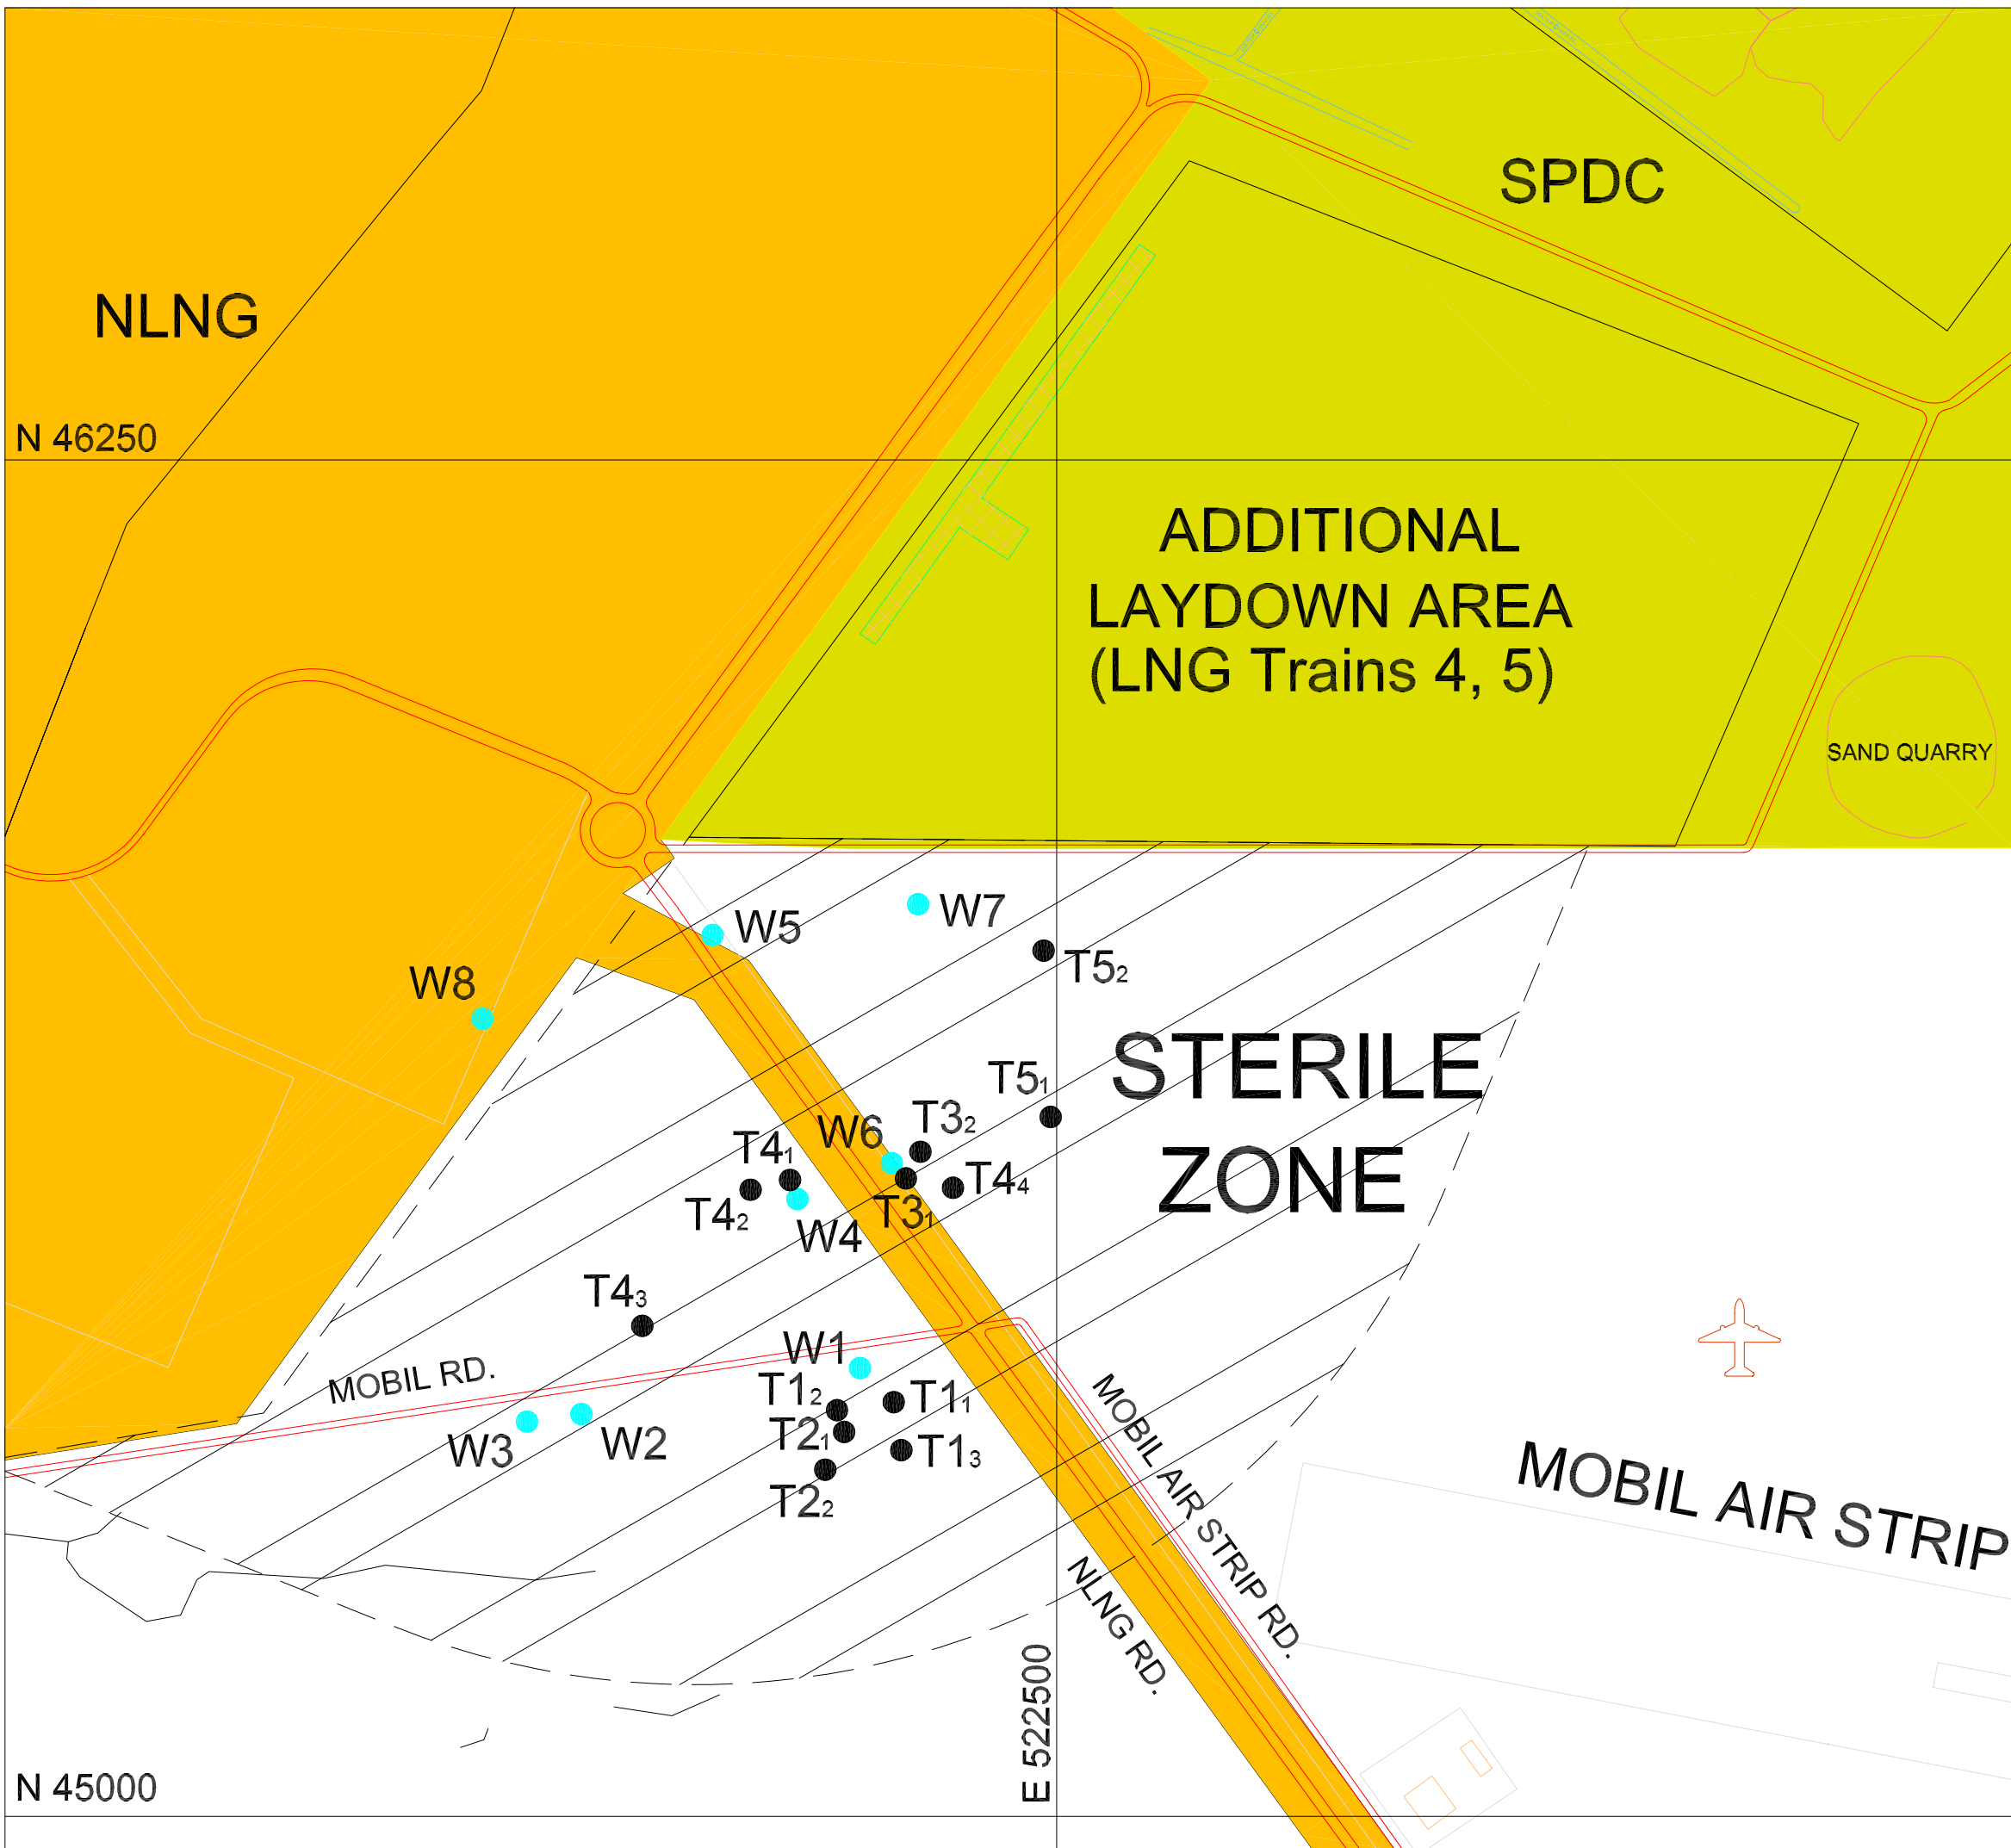 SPDC
NLNG
N 46250
ADDITIONAL
LAYDOWN AREA
(LNG Trains 4, 5)
SAND QUARRY
W7
W5
T5₂
W8
STERILE
ZONE
T5₁
T3₂
W6
T4₁
T4₄
T4₂
T3₁
W4
T4₃
W1
MOBIL RD.
T1₂
T1₁
T2₁
W3
W2
T1₃
T2₂
MOBIL AIR STRIP RD.
MOBIL AIR STRIP
NLNG RD.
E 522500
N 45000